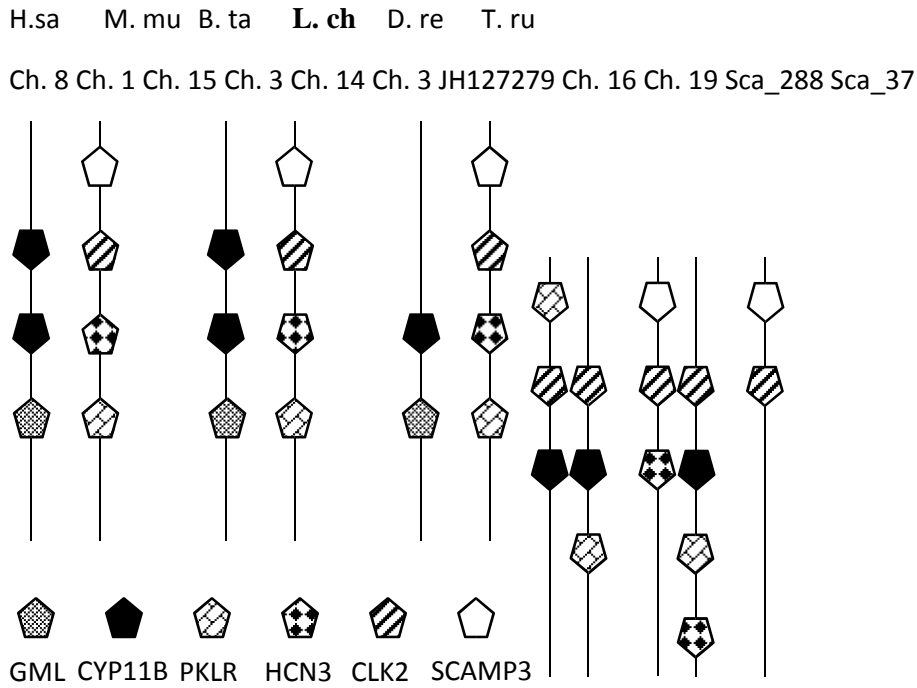 H.sa M. mu B. ta L. ch D. re T. ru
Ch. 8 Ch. 1 Ch. 15 Ch. 3 Ch. 14 Ch. 3 JH127279 Ch. 16 Ch. 19 Sca_288 Sca_37
GML CYP11B PKLR HCN3 CLK2 SCAMP3